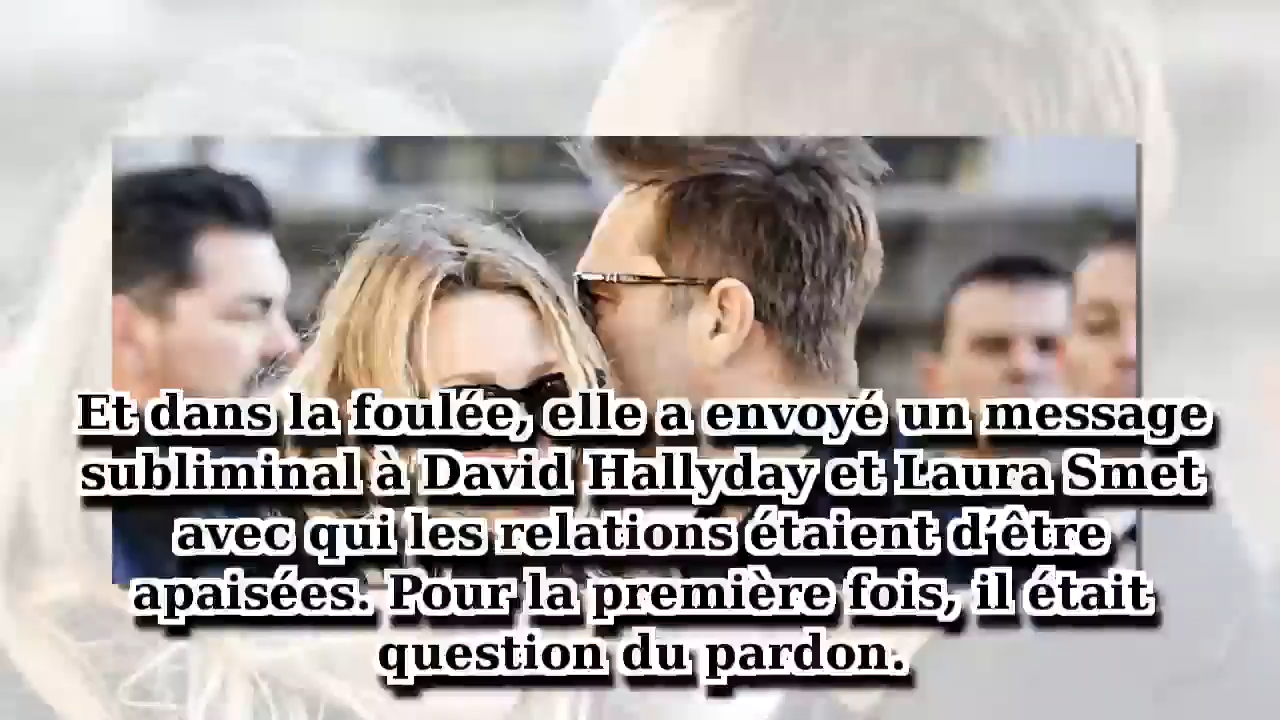 Et dans la foulée, elle a envoyé un message
subliminal à David Hallyday et Laura Smet
avec qui les relations étaient d’être
apaisées. Pour la première fois, il était
question du pardon.